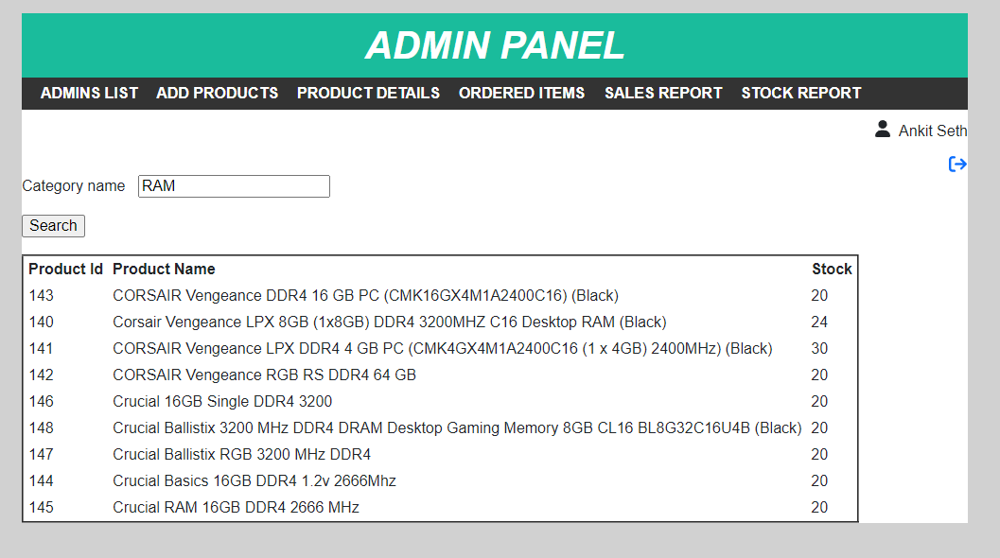 ADMIN PANEL
ADMINS LIST ADD PRODUCTS PRODUCT DETAILS ORDERED ITEMS SALES REPORT STOCK REPORT
Ankit Seth
Category name RAM
Search
Product Id Product Name Stock
143 CORSAIR Vengeance DDR4 16 GB PC (CMK16GX4M1A2400C16) (Black) 20
140 Corsair Vengeance LPX 8GB (1x8GB) DDR4 3200MHZ C16 Desktop RAM (Black) 24
141 CORSAIR Vengeance LPX DDR4 4 GB PC (CMK4GX4M1A2400C16 (1 x 4GB) 2400MHz) (Black) 30
142 CORSAIR Vengeance RGB RS DDR4 64 GB 20
146 Crucial 16GB Single DDR4 3200 20
148 Crucial Ballistix 3200 MHz DDR4 DRAM Desktop Gaming Memory 8GB CL16 BL8G32C16U4B (Black) 20
147 Crucial Ballistix RGB 3200 MHz DDR4 20
144 Crucial Basics 16GB DDR4 1.2v 2666Mhz 20
145 Crucial RAM 16GB DDR4 2666 MHz 20